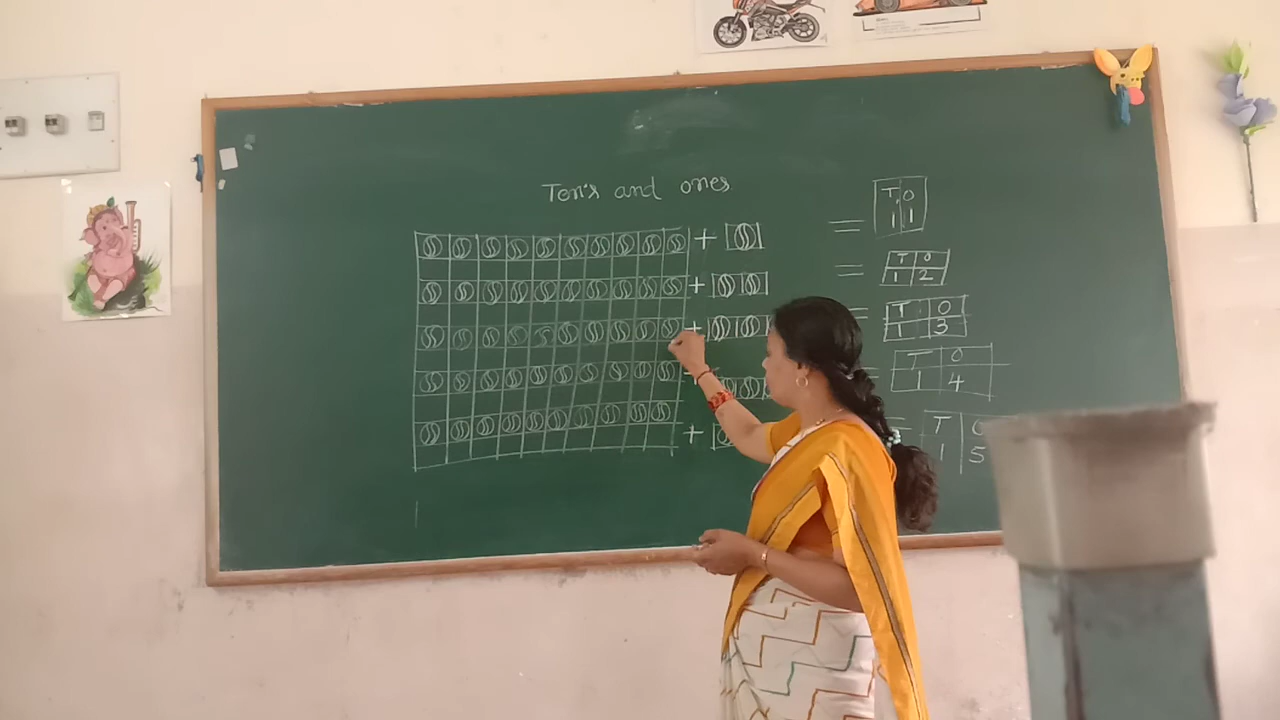 Ten's and ones
+ = T O
1 1
+ = T O
1 2
+ = T O
1 3
+ = T O
1 4
+ = T O
1 5